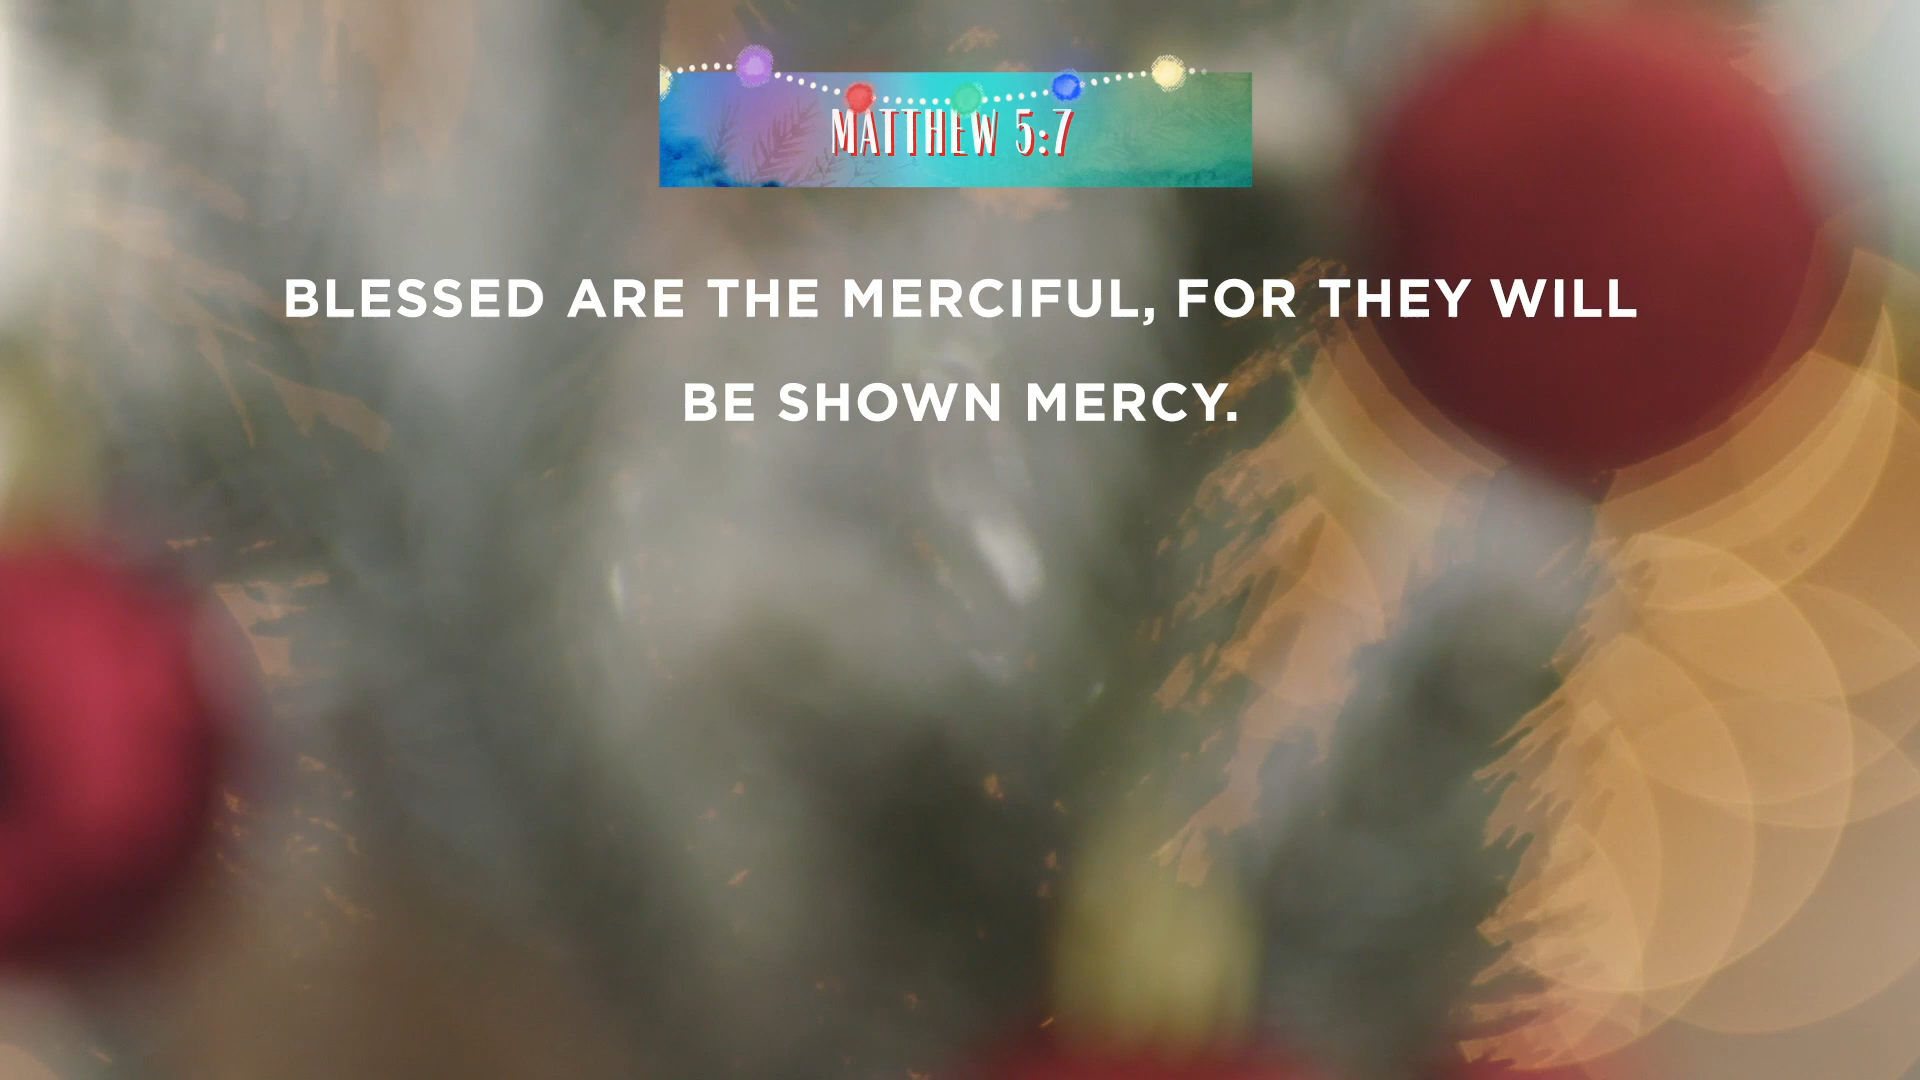 MATTHEW 5:7
BLESSED ARE THE MERCIFUL, FOR THEY WILL
BE SHOWN MERCY.